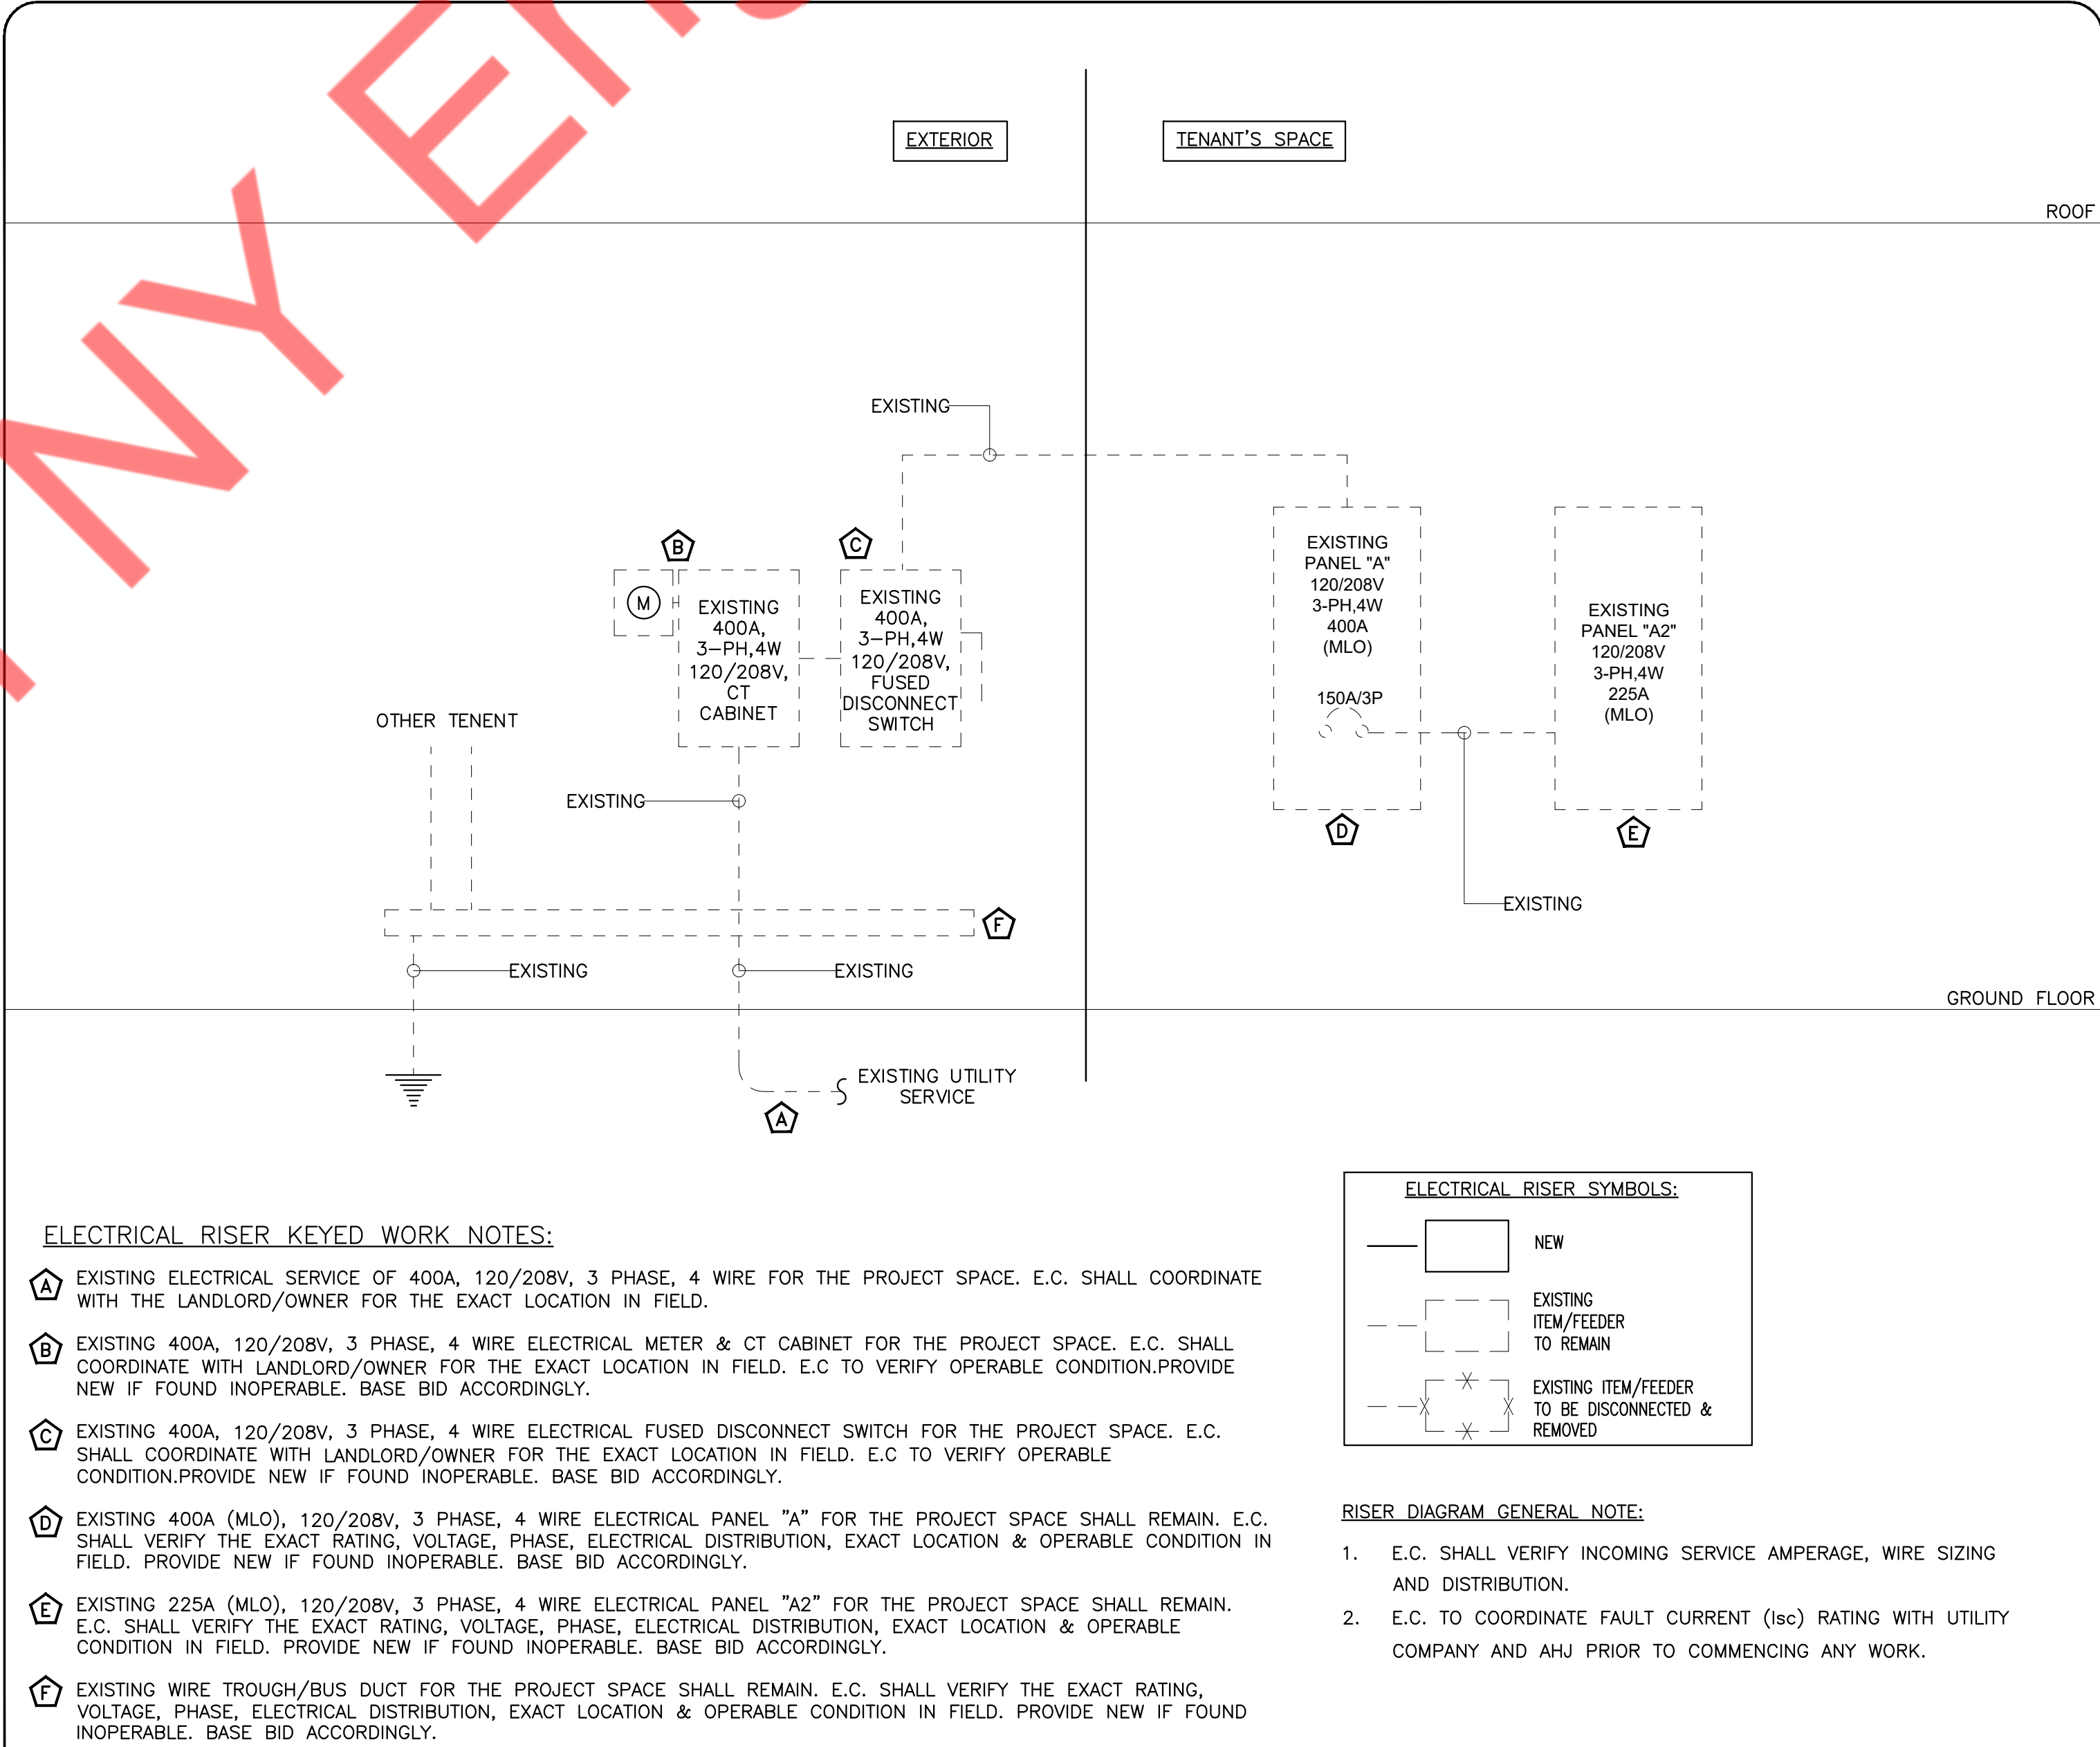 NY En
EXTERIOR
TENANT'S SPACE
ROOF
EXISTING
B
C
M
EXISTING
400A,
3-PH,4W
120/208V,
CT
CABINET
EXISTING
400A,
3-PH,4W
120/208V,
FUSED
DISCONNECT
SWITCH
EXISTING
PANEL "A"
120/208V
3-PH,4W
400A
(MLO)
150A/3P
EXISTING
PANEL "A2"
120/208V
3-PH,4W
225A
(MLO)
OTHER TENENT
EXISTING
D
E
EXISTING
F
EXISTING
EXISTING
GROUND FLOOR
EXISTING UTILITY
SERVICE
A
ELECTRICAL RISER KEYED WORK NOTES:
A EXISTING ELECTRICAL SERVICE OF 400A, 120/208V, 3 PHASE, 4 WIRE FOR THE PROJECT SPACE. E.C. SHALL COORDINATE
WITH THE LANDLORD/OWNER FOR THE EXACT LOCATION IN FIELD.
B EXISTING 400A, 120/208V, 3 PHASE, 4 WIRE ELECTRICAL METER & CT CABINET FOR THE PROJECT SPACE. E.C. SHALL
COORDINATE WITH LANDLORD/OWNER FOR THE EXACT LOCATION IN FIELD. E.C TO VERIFY OPERABLE CONDITION.PROVIDE
NEW IF FOUND INOPERABLE. BASE BID ACCORDINGLY.
C EXISTING 400A, 120/208V, 3 PHASE, 4 WIRE ELECTRICAL FUSED DISCONNECT SWITCH FOR THE PROJECT SPACE. E.C.
SHALL COORDINATE WITH LANDLORD/OWNER FOR THE EXACT LOCATION IN FIELD. E.C TO VERIFY OPERABLE
CONDITION.PROVIDE NEW IF FOUND INOPERABLE. BASE BID ACCORDINGLY.
D EXISTING 400A (MLO), 120/208V, 3 PHASE, 4 WIRE ELECTRICAL PANEL "A" FOR THE PROJECT SPACE SHALL REMAIN. E.C.
SHALL VERIFY THE EXACT RATING, VOLTAGE, PHASE, ELECTRICAL DISTRIBUTION, EXACT LOCATION & OPERABLE CONDITION IN
FIELD. PROVIDE NEW IF FOUND INOPERABLE. BASE BID ACCORDINGLY.
E EXISTING 225A (MLO), 120/208V, 3 PHASE, 4 WIRE ELECTRICAL PANEL "A2" FOR THE PROJECT SPACE SHALL REMAIN.
E.C. SHALL VERIFY THE EXACT RATING, VOLTAGE, PHASE, ELECTRICAL DISTRIBUTION, EXACT LOCATION & OPERABLE
CONDITION IN FIELD. PROVIDE NEW IF FOUND INOPERABLE. BASE BID ACCORDINGLY.
F EXISTING WIRE TROUGH/BUS DUCT FOR THE PROJECT SPACE SHALL REMAIN. E.C. SHALL VERIFY THE EXACT RATING,
VOLTAGE, PHASE, ELECTRICAL DISTRIBUTION, EXACT LOCATION & OPERABLE CONDITION IN FIELD. PROVIDE NEW IF FOUND
INOPERABLE. BASE BID ACCORDINGLY.
ELECTRICAL RISER SYMBOLS:
NEW
EXISTING
ITEM/FEEDER
TO REMAIN
EXISTING ITEM/FEEDER
TO BE DISCONNECTED &
REMOVED
RISER DIAGRAM GENERAL NOTE:
1. E.C. SHALL VERIFY INCOMING SERVICE AMPERAGE, WIRE SIZING
AND DISTRIBUTION.
2. E.C. TO COORDINATE FAULT CURRENT (Isc) RATING WITH UTILITY
COMPANY AND AHJ PRIOR TO COMMENCING ANY WORK.